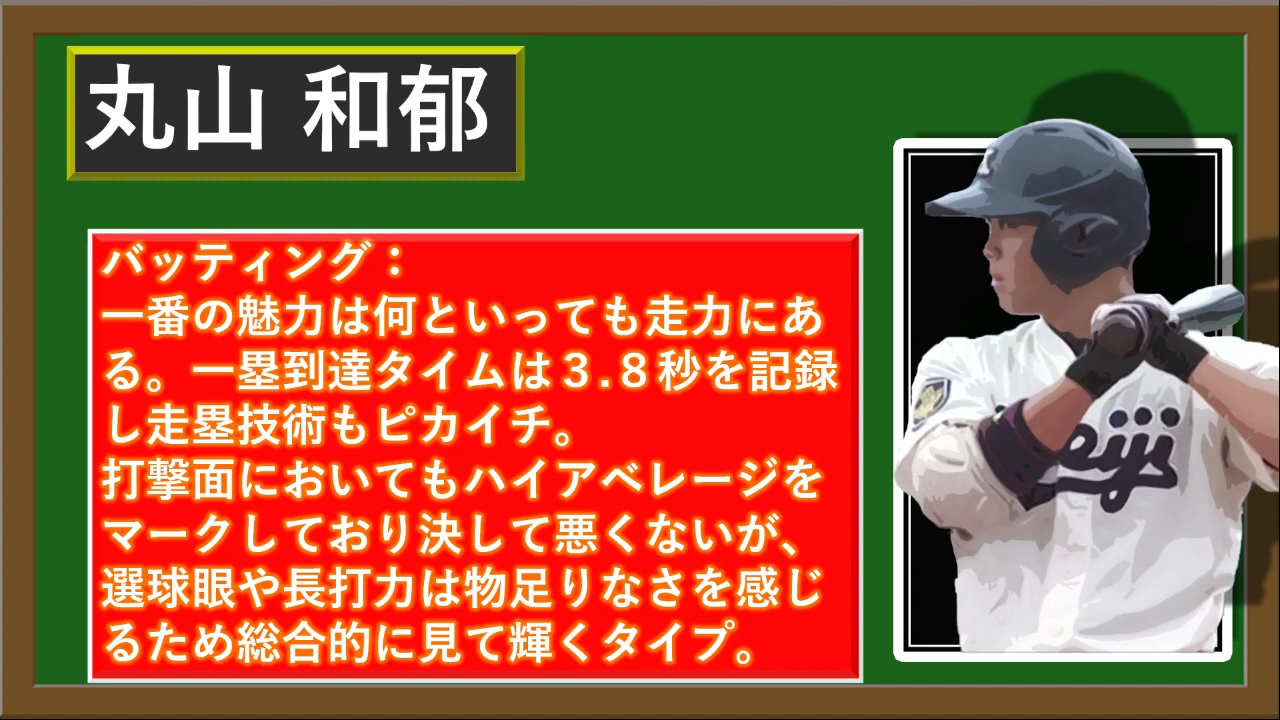 丸山 和郁
バッティング：
一番の魅力は何といっても走力にあ
る。一塁到達タイムは３.８秒を記録
し走塁技術もピカイチ。
打撃面においてもハイアベレージを
マークしており決して悪くないが、
選球眼や長打力は物足りなさを感じ
るため総合的に見て輝くタイプ。
eiji